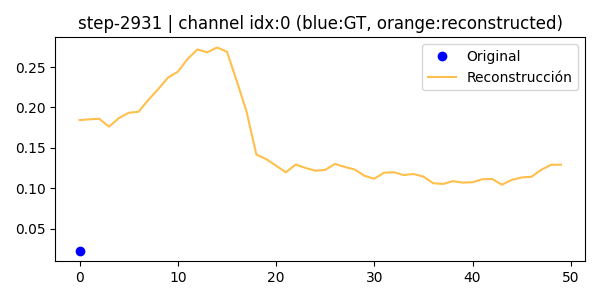 step-2931 | channel idx:0 (blue:GT, orange:reconstructed)
Original
Reconstrucción
0.25
0.20
0.15
0.10
0.05
0 10 20 30 40 50